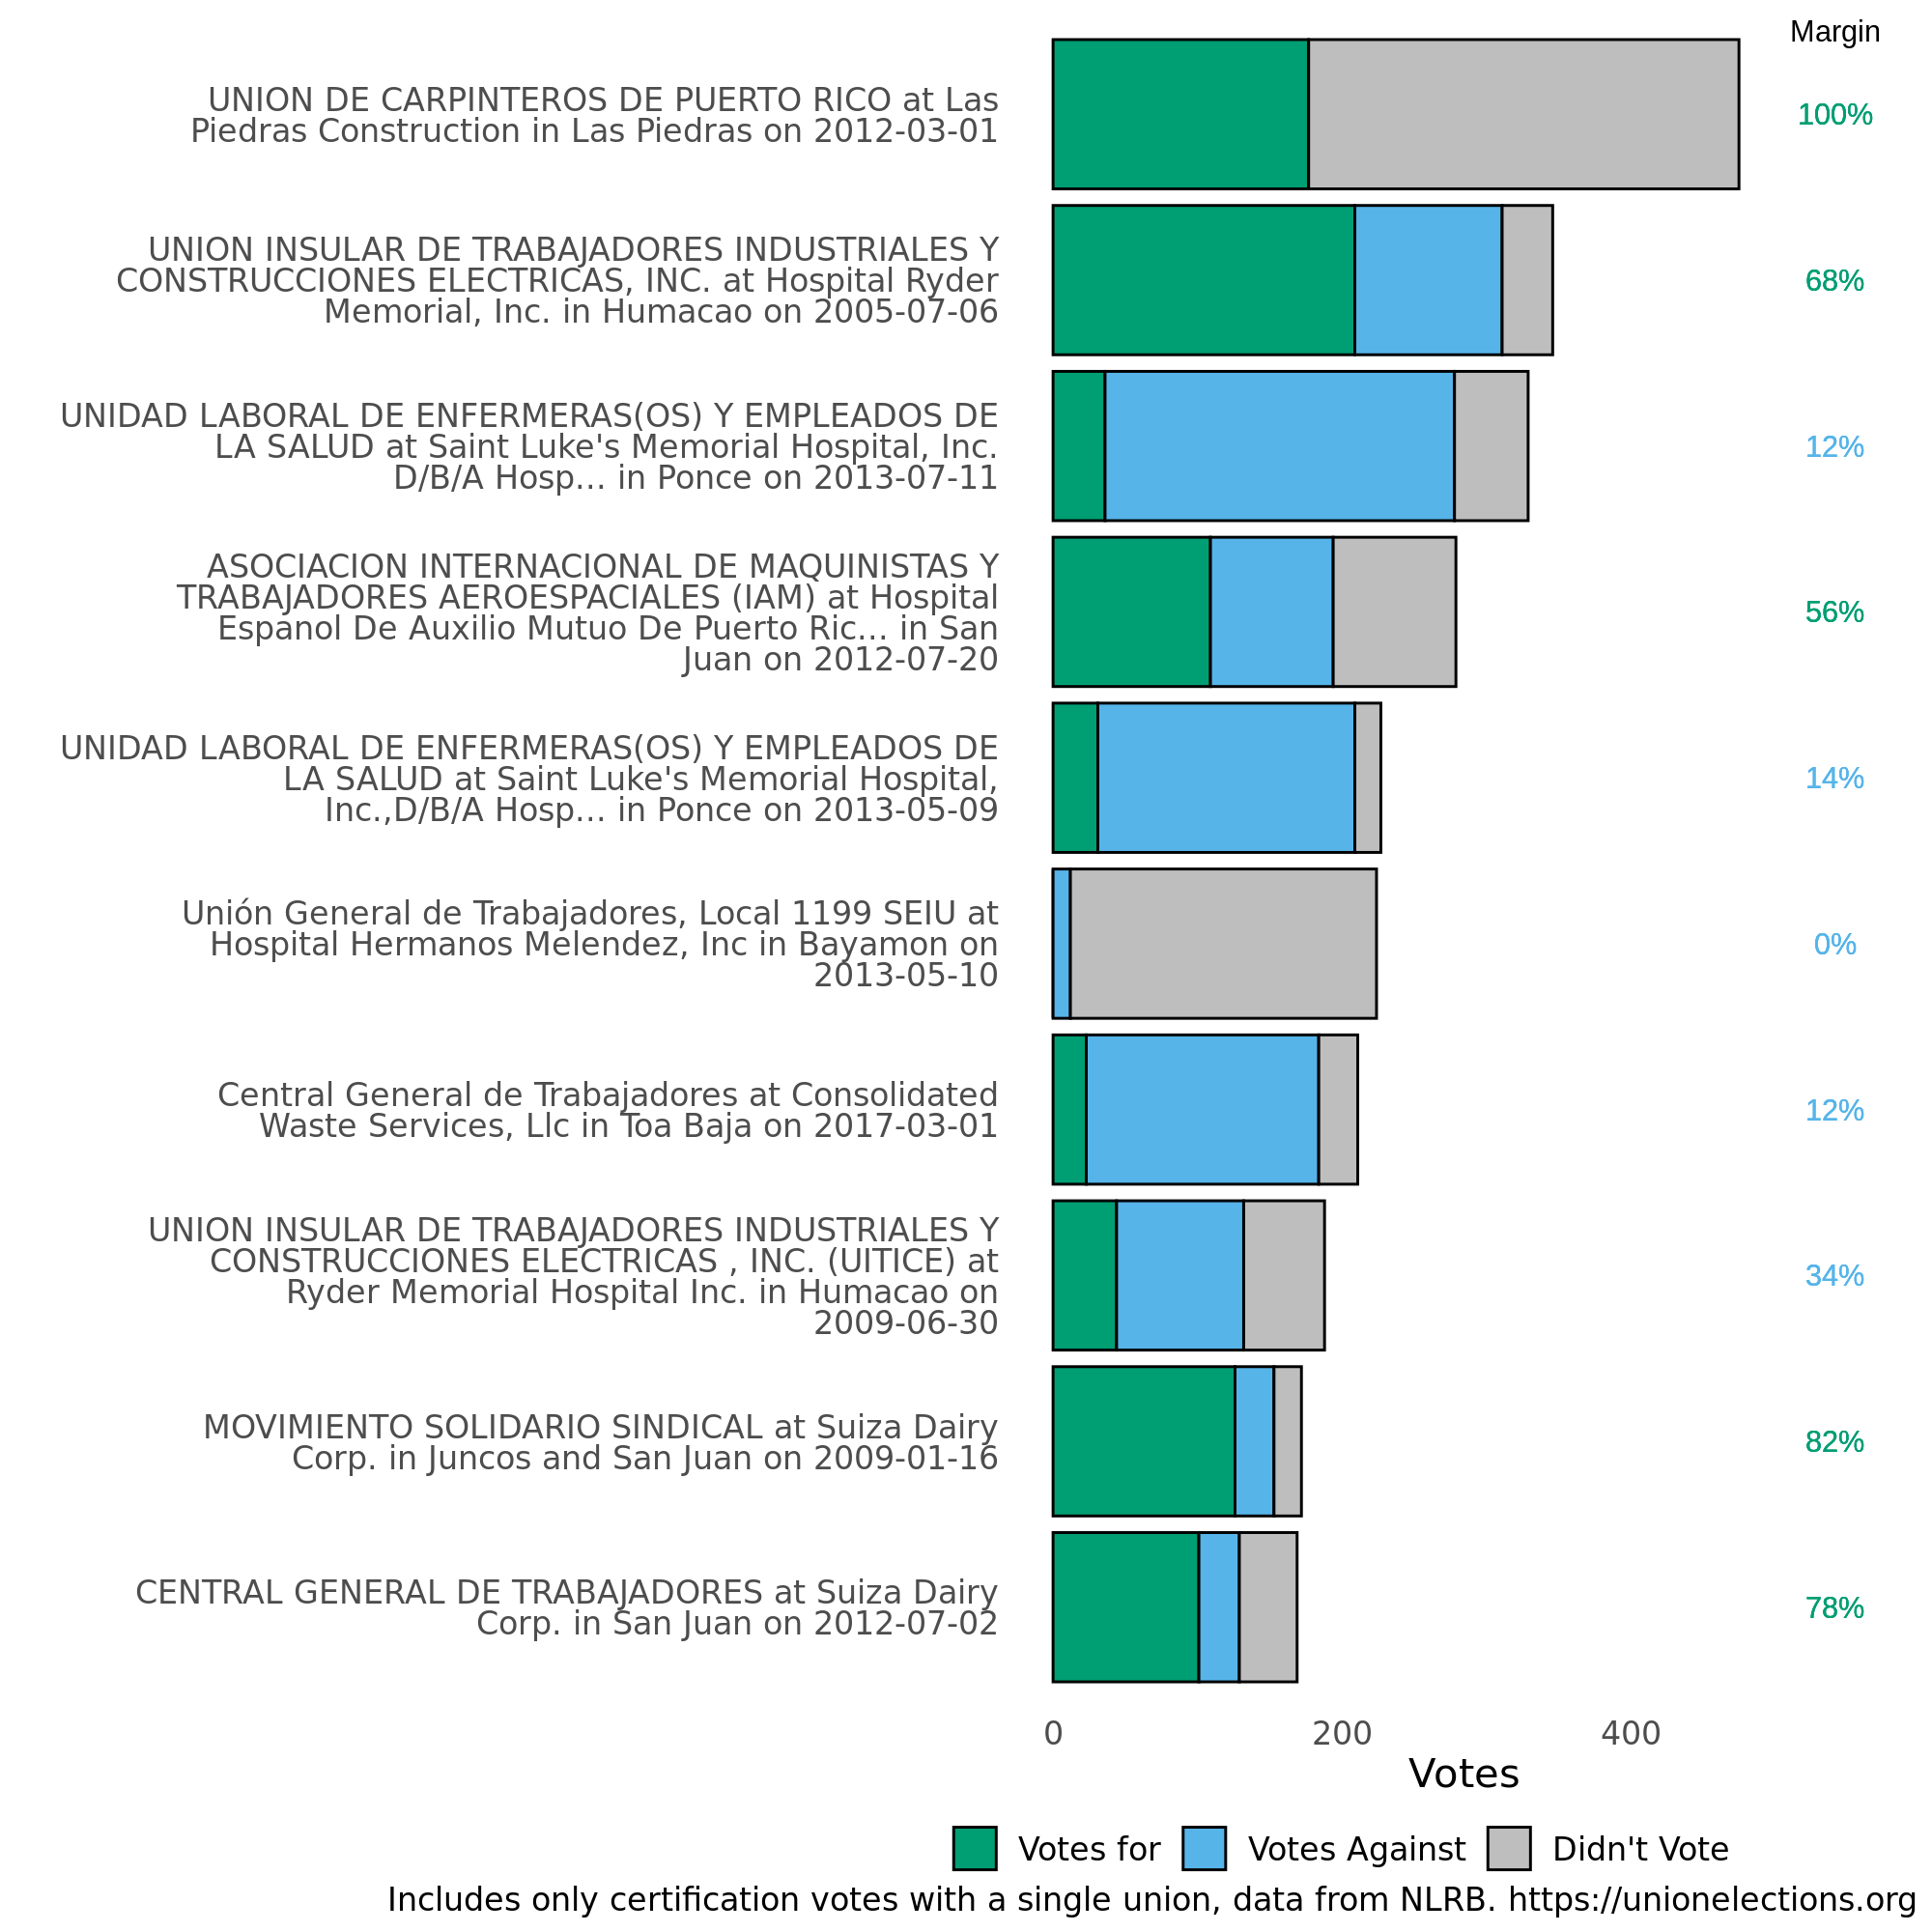 Margin
UNION DE CARPINTEROS DE PUERTO RICO at Las
Piedras Construction in Las Piedras on 2012-03-01
100%
UNION INSULAR DE TRABAJADORES INDUSTRIALES Y
CONSTRUCCIONES ELECTRICAS, INC. at Hospital Ryder
Memorial, Inc. in Humacao on 2005-07-06
68%
UNIDAD LABORAL DE ENFERMERAS(OS) Y EMPLEADOS DE
LA SALUD at Saint Luke's Memorial Hospital, Inc.
D/B/A Hosp... in Ponce on 2013-07-11
12%
ASOCIACION INTERNACIONAL DE MAQUINISTAS Y
TRABAJADORES AEROESPACIALES (IAM) at Hospital
Espanol De Auxilio Mutuo De Puerto Ric... in San
Juan on 2012-07-20
56%
UNIDAD LABORAL DE ENFERMERAS(OS) Y EMPLEADOS DE
LA SALUD at Saint Luke's Memorial Hospital,
Inc.,D/B/A Hosp... in Ponce on 2013-05-09
14%
Unión General de Trabajadores, Local 1199 SEIU at
Hospital Hermanos Melendez, Inc in Bayamon on
2013-05-10
0%
Central General de Trabajadores at Consolidated
Waste Services, Llc in Toa Baja on 2017-03-01
12%
UNION INSULAR DE TRABAJADORES INDUSTRIALES Y
CONSTRUCCIONES ELECTRICAS , INC. (UITICE) at
Ryder Memorial Hospital Inc. in Humacao on
2009-06-30
34%
MOVIMIENTO SOLIDARIO SINDICAL at Suiza Dairy
Corp. in Juncos and San Juan on 2009-01-16
82%
CENTRAL GENERAL DE TRABAJADORES at Suiza Dairy
Corp. in San Juan on 2012-07-02
78%
0 200 400
Votes
Votes for Votes Against Didn't Vote
Includes only certification votes with a single union, data from NLRB. https://unionelections.org